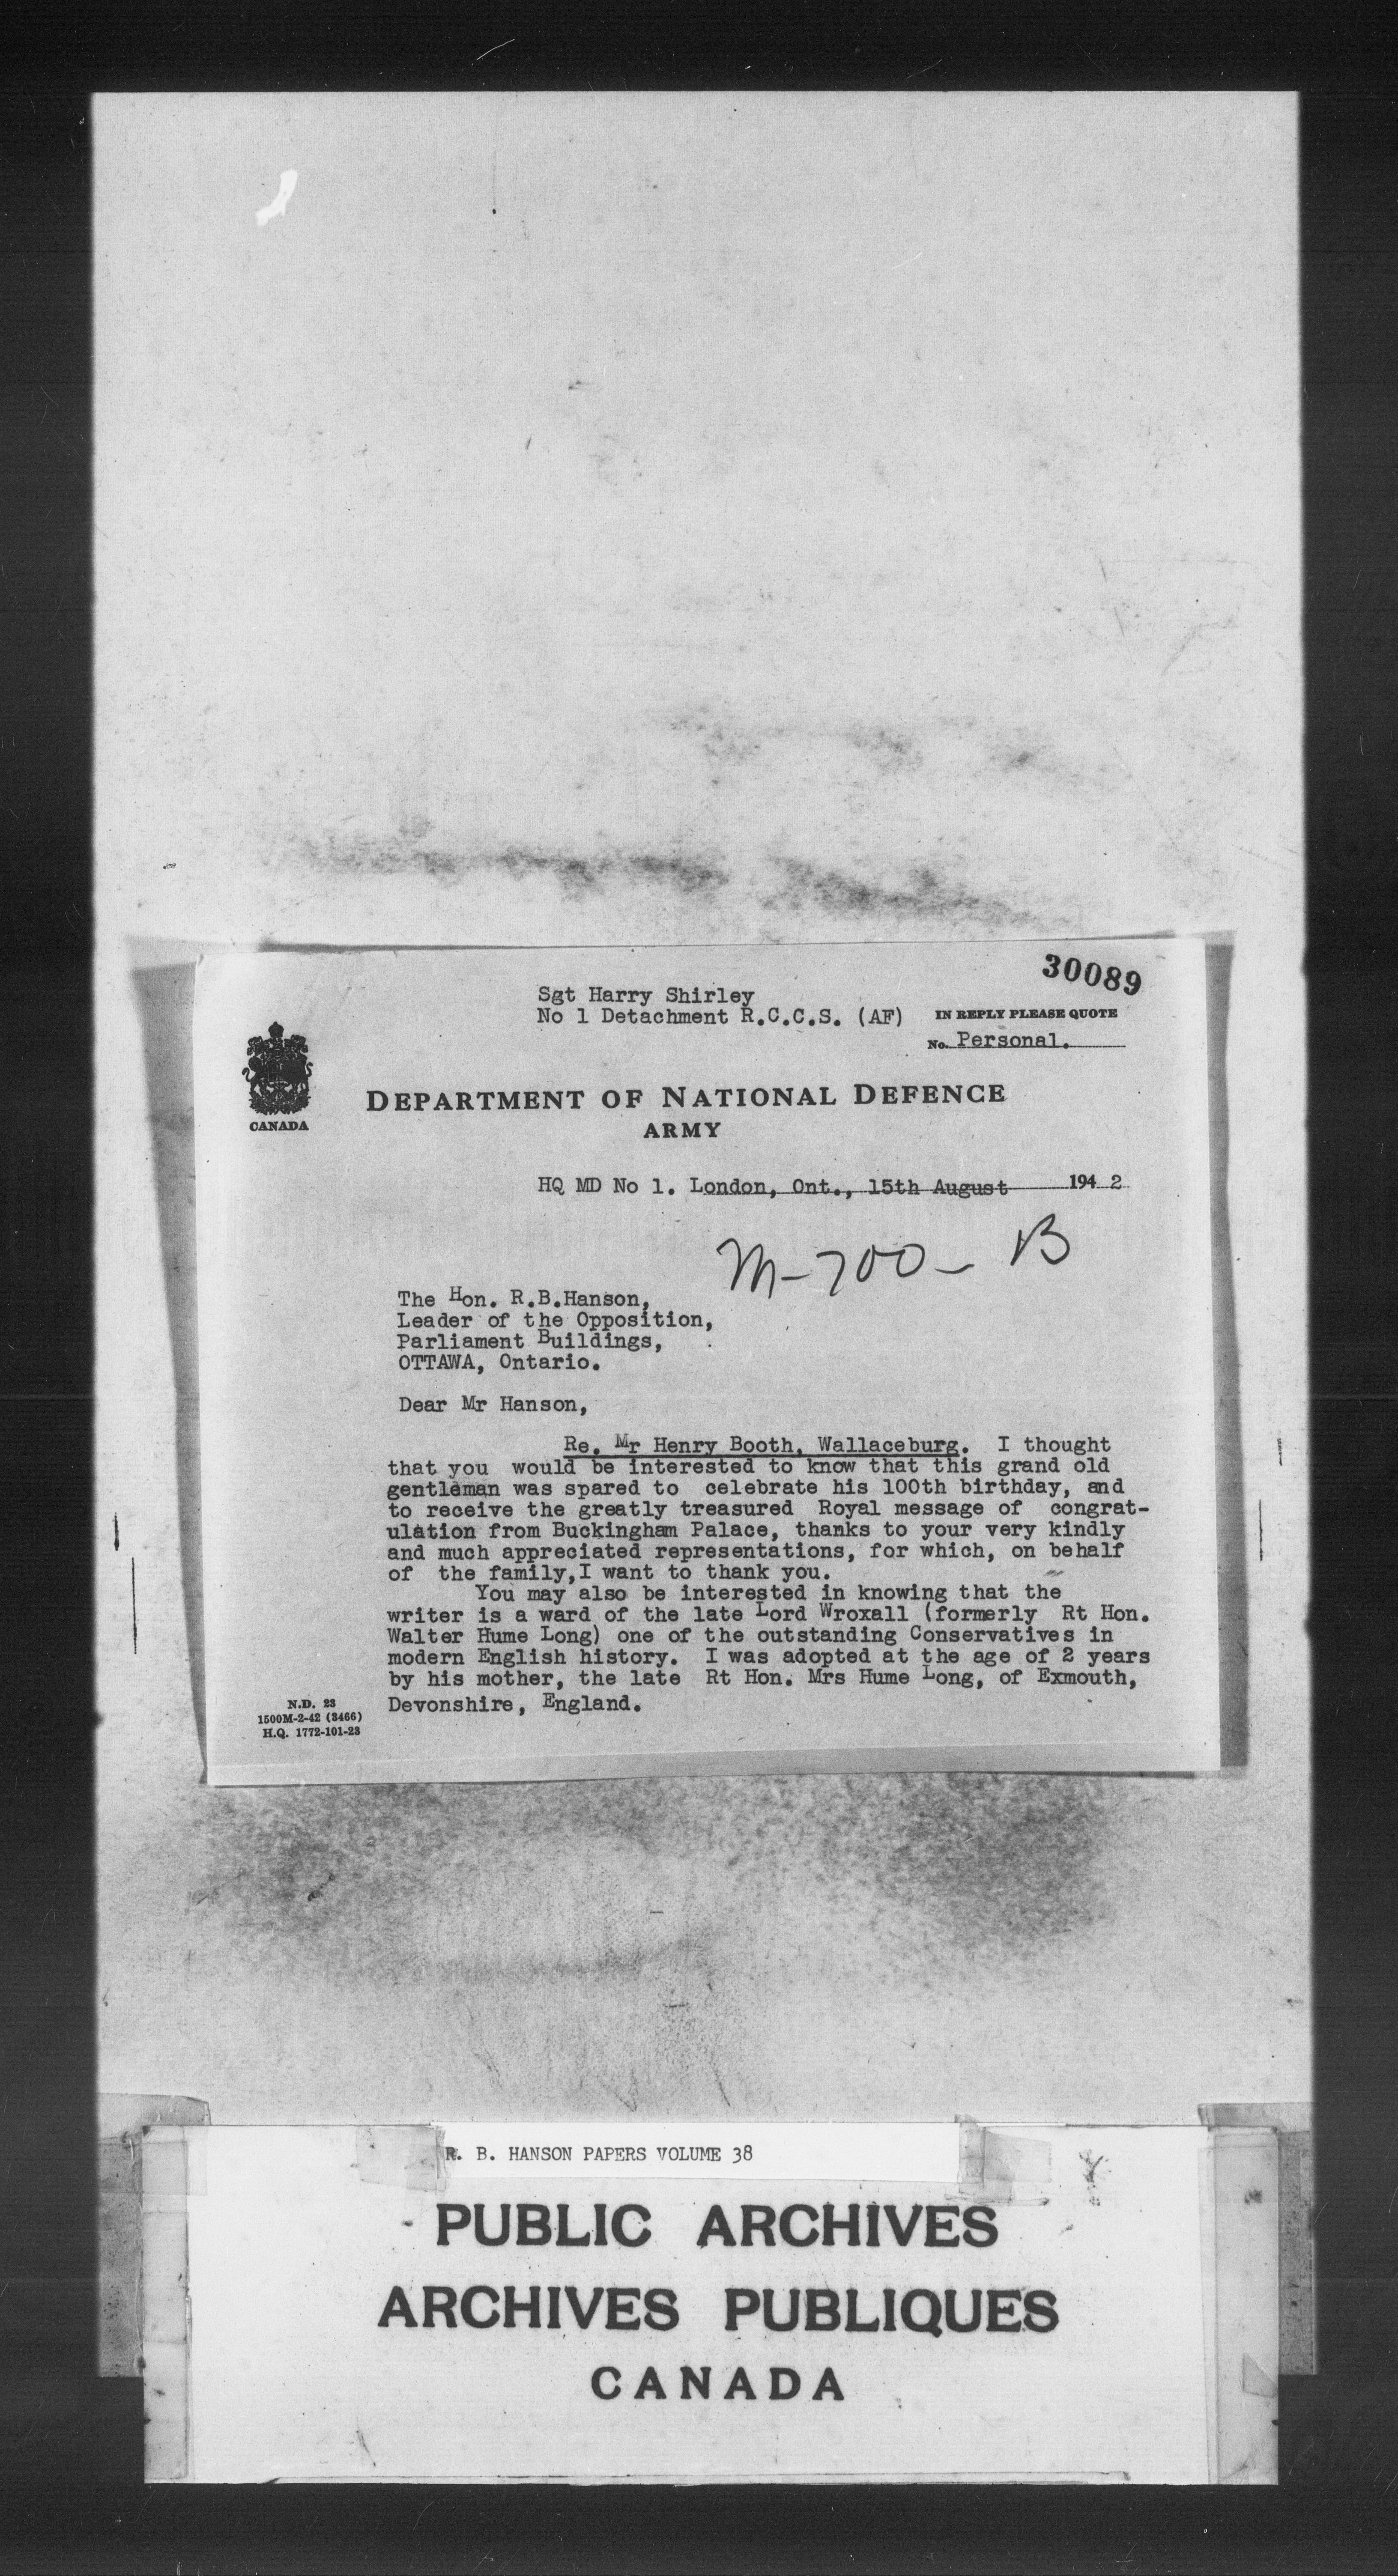 30089
Sgt Harry Shirley
No 1 Detachment R.C.C.S. (AF)
IN REPLY PLEASE QUOTE
No. Personal.
CANADA
DEPARTMENT OF NATIONAL DEFENCE
ARMY
HQ MD No 1. London, Ont., 15th August 194 2
M-700-B
The Hon. R.B.Hanson,
Leader of the Opposition,
Parliament Buildings,
OTTAWA, Ontario.
Dear Mr Hanson,
Re. Mr Henry Booth, Wallaceburg. I thought
that you would be interested to know that this grand old
gentleman was spared to celebrate his 100th birthday, and
to receive the greatly treasured Royal message of congrat-
ulation from Buckingham Palace, thanks to your very kindly
and much appreciated representations, for which, on behalf
of the family,I want to thank you.
You may also be interested in knowing that the
writer is a ward of the late Lord Wroxall (formerly Rt Hon.
Walter Hume Long) one of the outstanding Conservatives in
modern English history. I was adopted at the age of 2 years
by his mother, the late Rt Hon. Mrs Hume Long, of Exmouth,
Devonshire, England.
N.D. 23
1500M-2-42 (3466)
H.Q. 1772-101-23
R. B. HANSON PAPERS VOLUME 38
PUBLIC ARCHIVES
ARCHIVES PUBLIQUES
CANADA